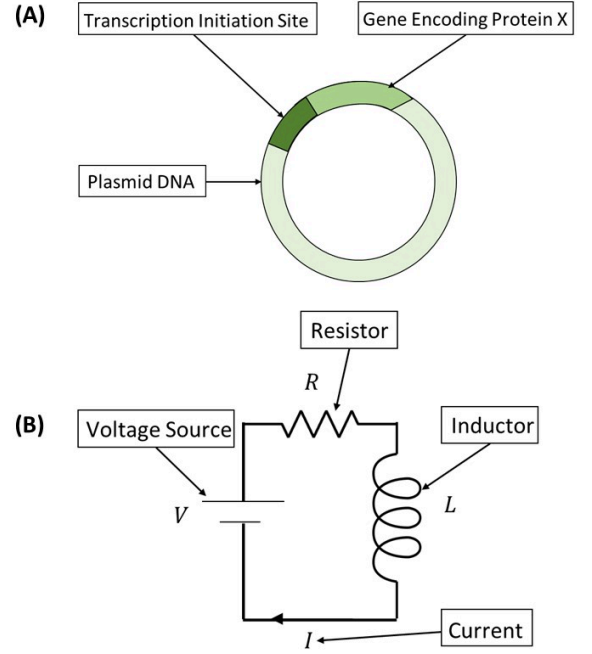 (A)
Transcription Initiation Site
Gene Encoding Protein X
Plasmid DNA
Resistor
R
(B)
Voltage Source
Inductor
V
L
Current
I